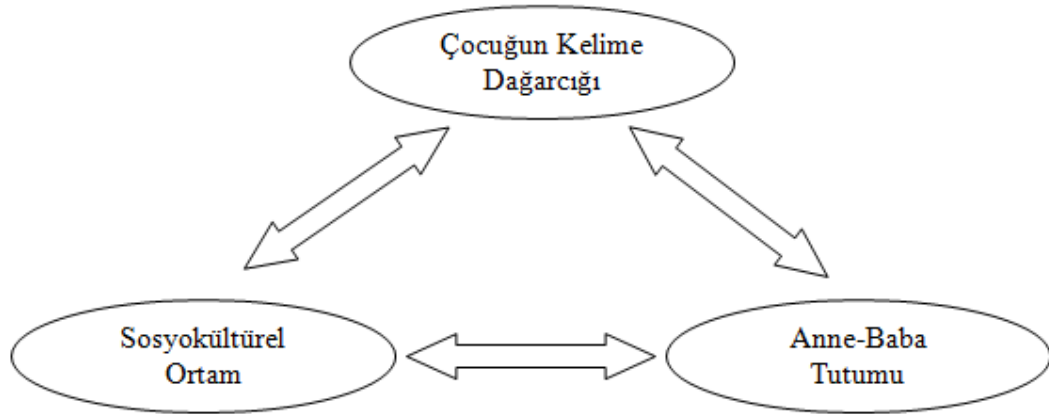 Çocuğun Kelime
Dağarcığı
Sosyokültürel
Ortam
Anne-Baba
Tutumu